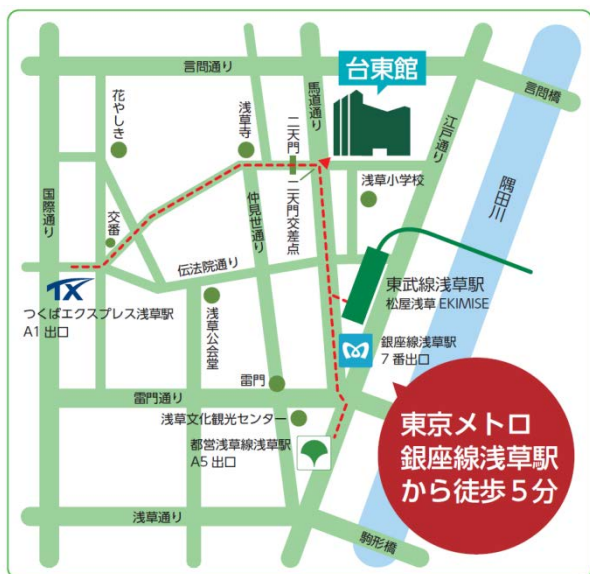 言問通り
台東館
馬道通り
言問橋
花やしき
浅草寺
二天門
江戸通り
浅草小学校
隅田川
国際通り
交番
仲見世通り
二天門交差点
伝法院通り
TX
つくばエクスプレス浅草駅
A1 出口
浅草公会堂
東武線浅草駅
松屋浅草 EKIMISE
銀座線浅草駅
7 番出口
雷門
雷門通り
浅草文化観光センター
都営浅草線浅草駅
A5 出口
東京メトロ
銀座線浅草駅
から徒歩5分
浅草通り
駒形橋